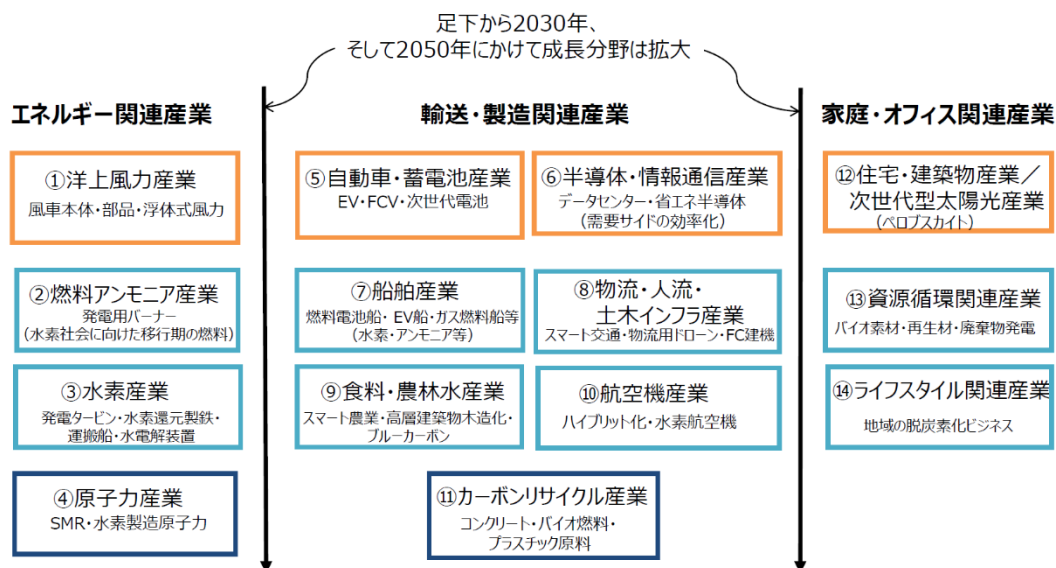 足下から2030年、
そして2050年にかけて成長分野は拡大
エネルギー関連産業
輸送・製造関連産業
家庭・オフィス関連産業
①洋上風力産業
風車本体・部品・浮体式風力
⑤自動車・蓄電池産業
EV・FCV・次世代電池
⑥半導体・情報通信産業
データセンター・省エネ半導体
(需要サイドの効率化)
⑫住宅・建築物産業／
次世代型太陽光産業
(ペロブスカイト)
②燃料アンモニア産業
発電用バーナー
(水素社会に向けた移行期の燃料)
⑦船舶産業
燃料電池船・EV船・ガス燃料船等
(水素・アンモニア等)
⑧物流・人流・
土木インフラ産業
スマート交通・物流用ドローン・FC建機
⑬資源循環関連産業
バイオ素材・再生材・廃棄物発電
③水素産業
発電タービン・水素還元製鉄・
運搬船・水電解装置
⑨食料・農林水産業
スマート農業・高層建築物木造化・
ブルーカーボン
⑩航空機産業
ハイブリット化・水素航空機
⑭ライフスタイル関連産業
地域の脱炭素化ビジネス
④原子力産業
SMR・水素製造原子力
⑪カーボンリサイクル産業
コンクリート・バイオ燃料・
プラスチック原料